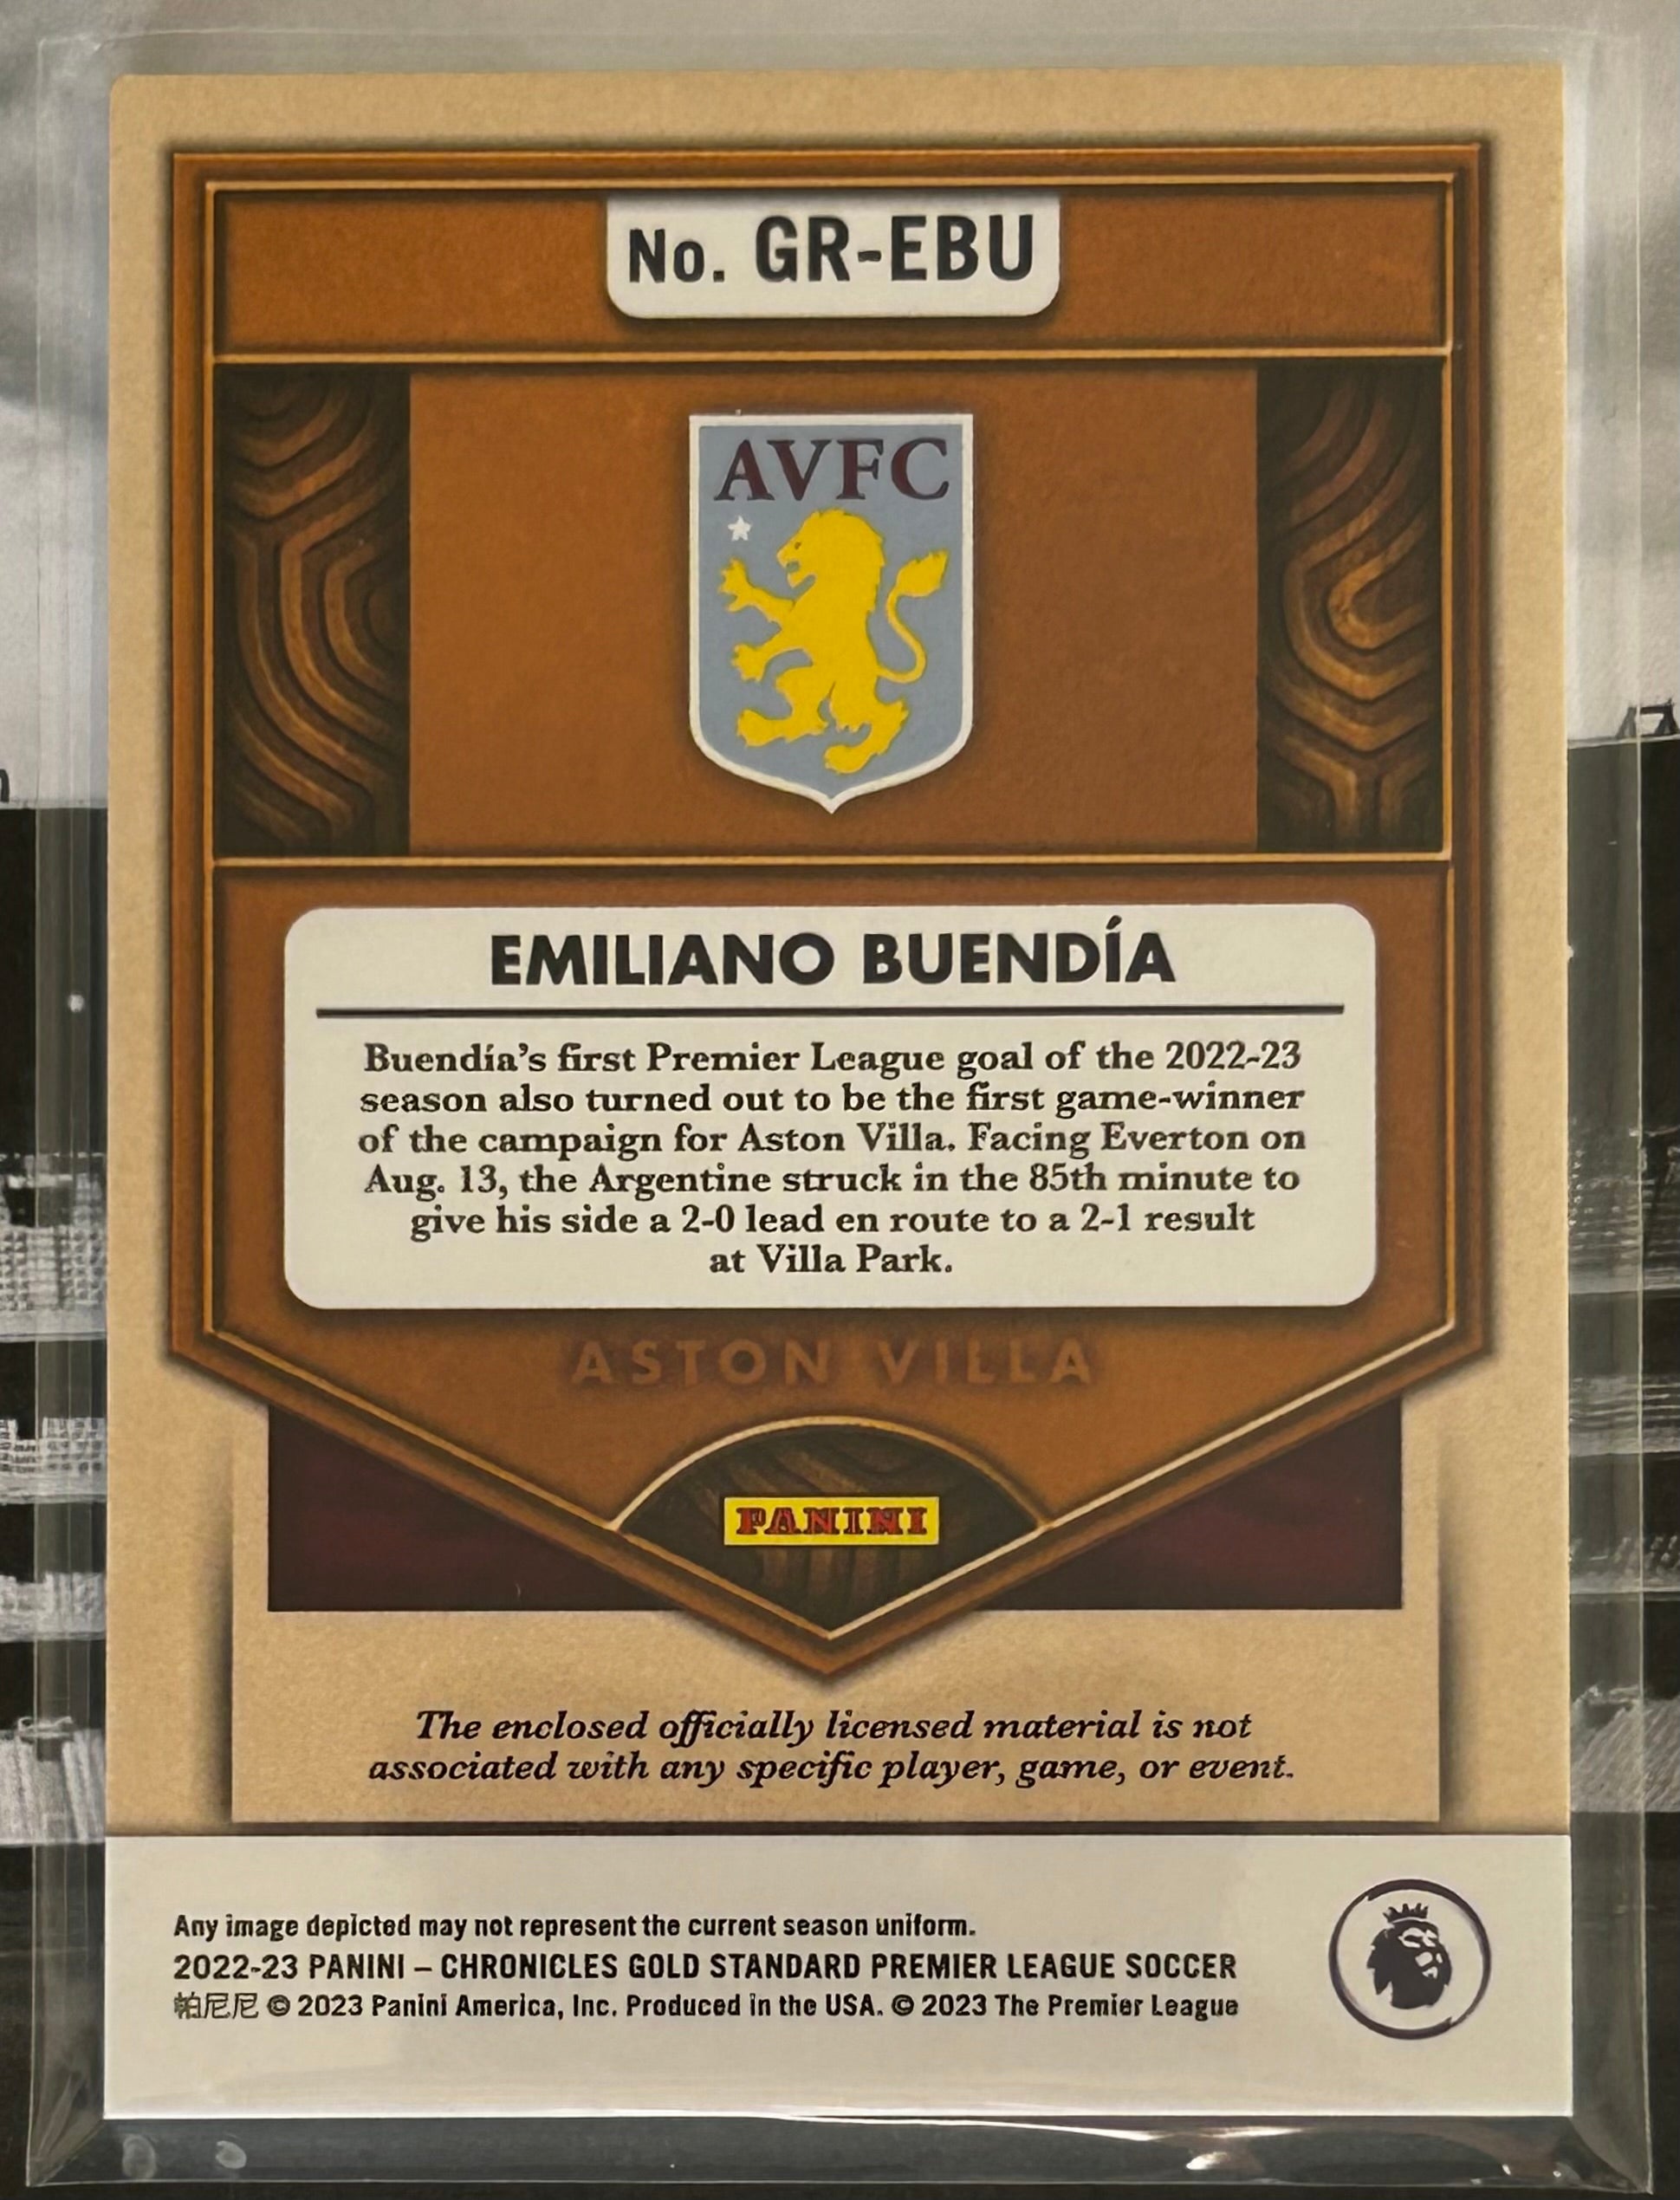 No. GR-EBU
AVFC
EMILIANO BUENDÍA
Buendía's first Premier League goal of the 2022-23
season also turned out to be the first game-winner
of the campaign for Aston Villa. Facing Everton on
Aug. 13, the Argentine struck in the 85th minute to
give his side a 2-0 lead en route to a 2-1 result
at Villa Park.
ASTON VILLA
PANINI
The enclosed officially licensed material is not
associated with any specific player, game, or event.
Any image depicted may not represent the current season uniform.
2022-23 PANINI – CHRONICLES GOLD STANDARD PREMIER LEAGUE SOCCER
帕尼尼 © 2023 Panini America, Inc. Produced in the USA. © 2023 The Premier League